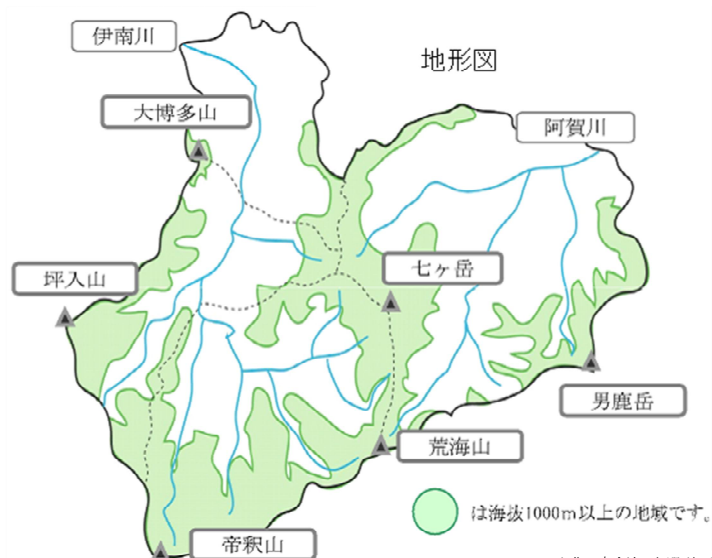 伊南川
地形図
大博多山
阿賀川
七ヶ岳
坪入山
男鹿岳
荒海山
は海抜1000m以上の地域です。
帝釈山